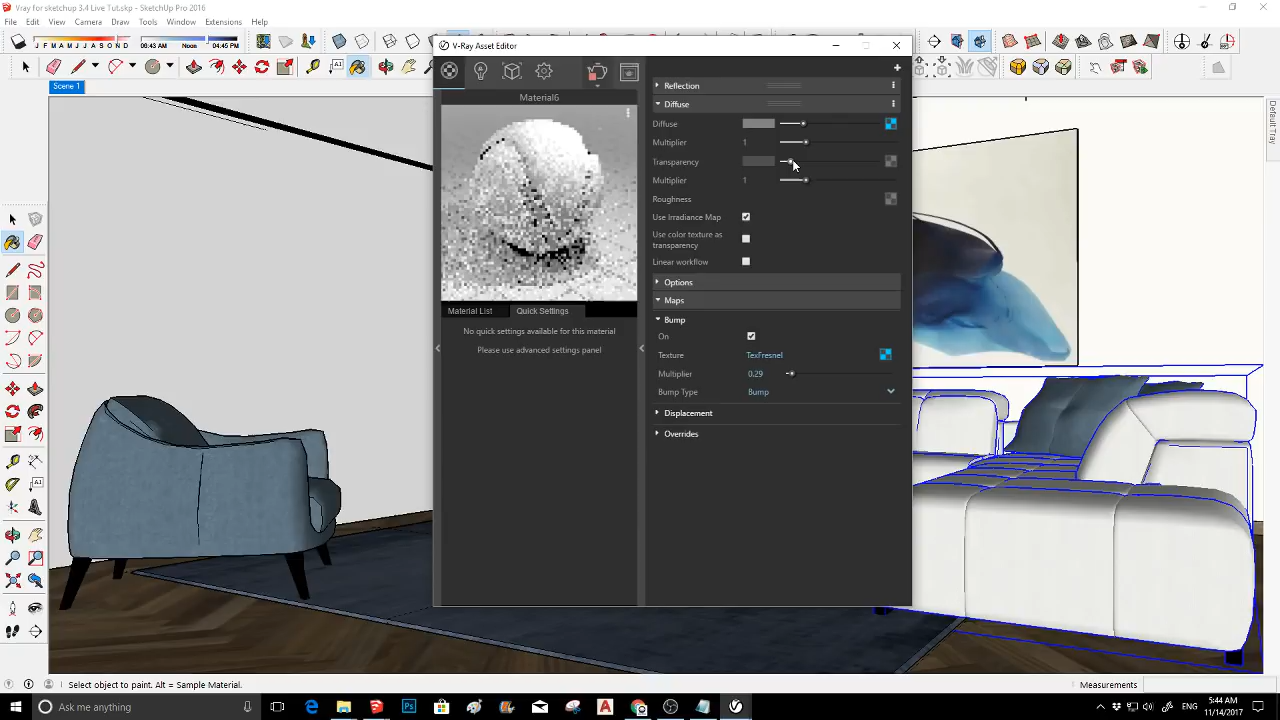 Vray for sketchup 3.4 Live Tut.skp - SketchUp Pro 2016
File Edit View Camera Draw Tools Window Extensions Help
J F M A M J J A S O N D 06:43 AM Noon 04:45 PM
Scene 1
V-Ray Asset Editor
Material6
Material List Quick Settings
No quick settings available for this material
Please use advanced settings panel
Reflection
Diffuse
Diffuse
Multiplier 1
Transparency
Multiplier 1
Roughness
Use Irradiance Map
Use color texture as
transparency
Linear workflow
Options
Maps
Bump
On
Texture TexFresnel
Multiplier 0.29
Bump Type Bump
Displacement
Overrides
Default Tray
Select object to paint. Alt = Sample Material.
Measurements
Ask me anything
ENG
5:44 AM
11/14/2017